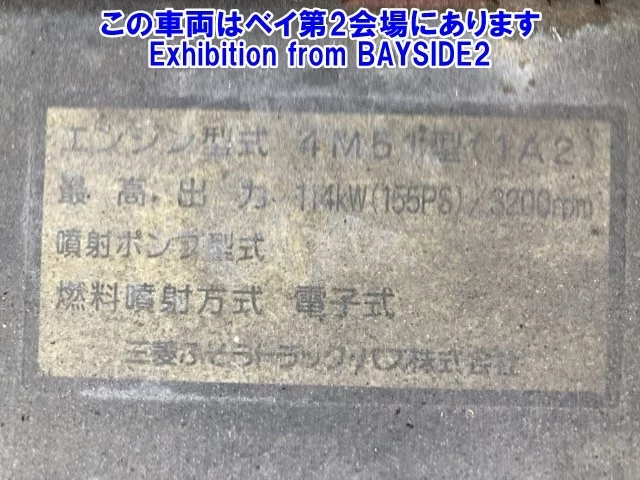 この車両はベイ第2会場にあります
Exhibition from BAYSIDE2
エンジン型式 4M51型(1A2)
最高出力 114kW(155PS)/3200rpm
噴射ポンプ型式
燃料噴射方式 電子式
三菱ふそうトラック・バス株式会社